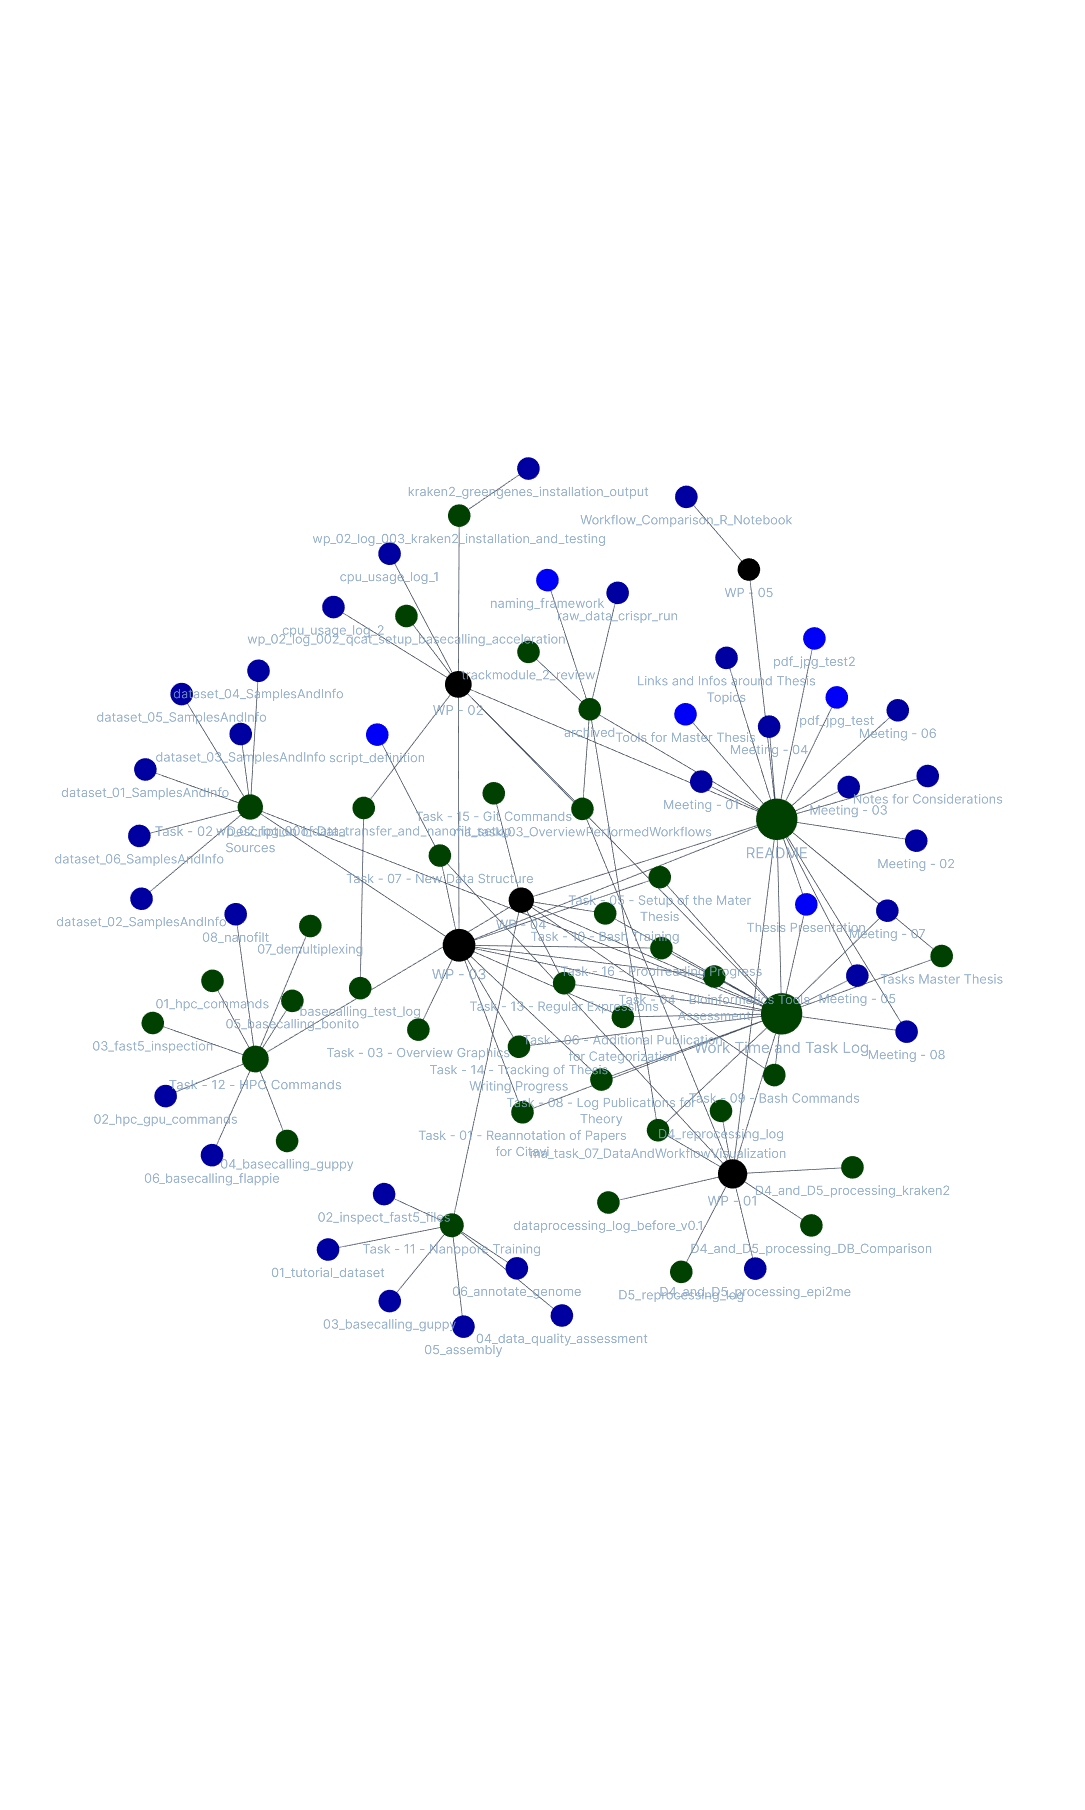 kraken2_greengenes_installation_output
Workflow_Comparison_R_Notebook
wp_02_log_003_kraken2_installation_and_testing
cpu_usage_log_1
WP - 05
naming_framework
raw_data_crispr_run
cpu_usage_log_2
wp_02_log_002_qcat_setup_basecalling_acceleration
pdf_jpg_test2
trackmodule_2_review
Links and Infos around Thesis
Topics
dataset_04_SamplesAndInfo
WP - 02
dataset_05_SamplesAndInfo
pdf_jpg_test
archived
Tools for Master Thesis
Meeting - 06
Meeting - 04
dataset_03_SamplesAndInfo
script_definition
dataset_01_SamplesAndInfo
Meeting - 01
Notes for Considerations
Meeting - 03
Task - 15 - Git Commands
Task - 02 - Description of Data
Sources
wp_02_log_001_Data_transfer_and_nanofilt_setup
ma_task_03_OverviewPerformedWorkflows
README
dataset_06_SamplesAndInfo
Meeting - 02
Task - 07 - New Data Structure
Task - 05 - Setup of the Mater
Thesis
dataset_02_SamplesAndInfo
WP - 04
Thesis Presentation
Meeting - 07
08_nanofilt
Task - 10 - Bash Training
07_demultiplexing
WP - 03
Task - 16 - Proofreading Progress
Tasks Master Thesis
Task - 04 - Bioinformatics Tools
Assessment
Meeting - 05
01_hpc_commands
basecalling_test_log
Task - 13 - Regular Expressions
05_basecalling_bonito
03_fast5_inspection
Task - 03 - Overview Graphics
Task - 06 - Additional Publication
for Categorization
Work Time and Task Log
Meeting - 08
Task - 14 - Tracking of Thesis
Writing Progress
Task - 12 - HPC Commands
Task - 08 - Log Publications for
Theory
Task - 09 - Bash Commands
02_hpc_gpu_commands
Task - 01 - Reannotation of Papers
for Citavi
D4_reprocessing_log
ma_task_07_DataAndWorkflowVisualization
04_basecalling_guppy
06_basecalling_flappie
D4_and_D5_processing_kraken2
WP - 01
02_inspect_fast5_files
dataprocessing_log_before_v0.1
Task - 11 - Nanopore Training
D4_and_D5_processing_DB_Comparison
01_tutorial_dataset
06_annotate_genome
D5_reprocessing_log
D4_and_D5_processing_epi2me
03_basecalling_guppy
04_data_quality_assessment
05_assembly